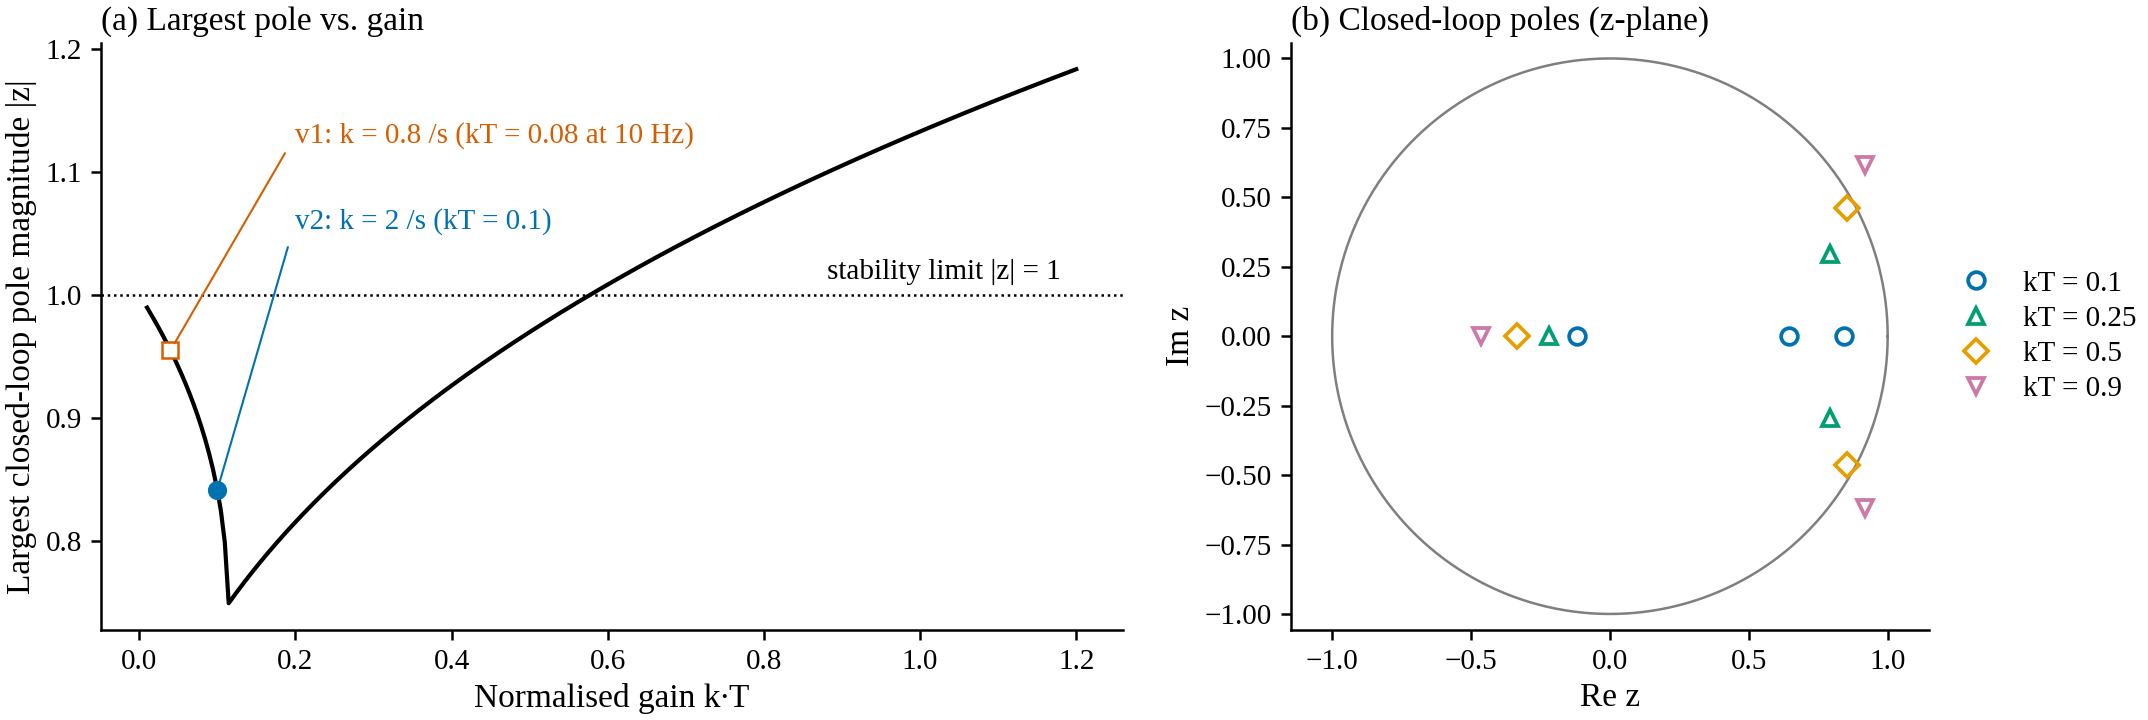 (a) Largest pole vs. gain
Largest closed-loop pole magnitude |z|
1.2
1.1
1.0
0.9
0.8
v1: k = 0.8 /s (kT = 0.08 at 10 Hz)
v2: k = 2 /s (kT = 0.1)
stability limit |z| = 1
0.0
0.2
0.4
0.6
0.8
1.0
1.2
Normalised gain k·T
(b) Closed-loop poles (z-plane)
Im z
1.00
0.75
0.50
0.25
0.00
−0.25
−0.50
−0.75
−1.00
−1.0
−0.5
0.0
0.5
1.0
Re z
kT = 0.1
kT = 0.25
kT = 0.5
kT = 0.9